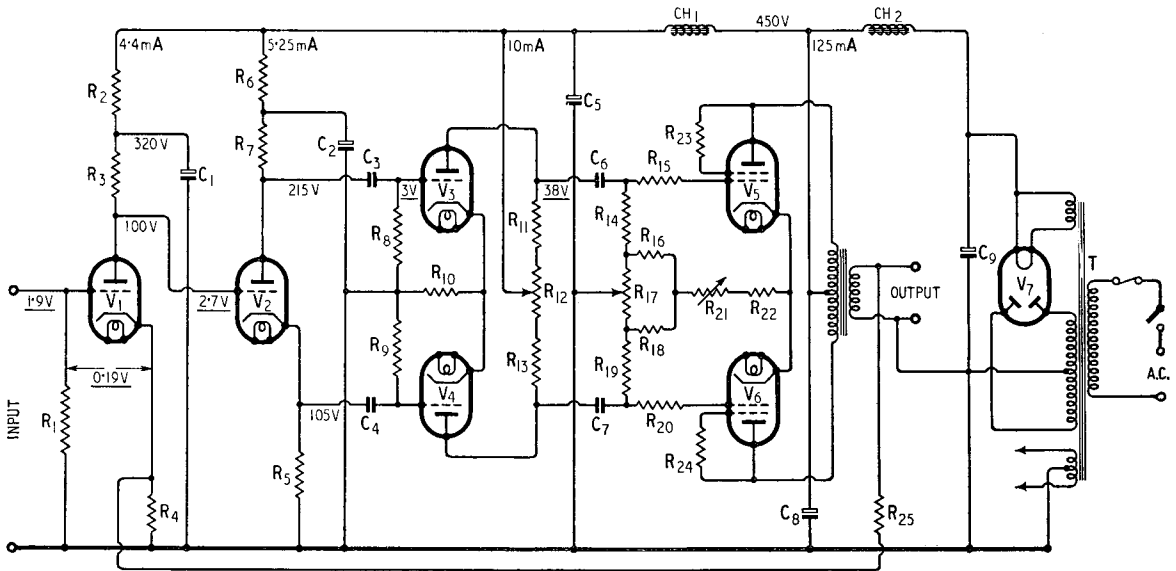 CH1
450V
CH2
4·4mA
5·25mA
10mA
125mA
R2
R6
C5
R23
320V
R7
C2
C3
C6
R15
R3
C1
215V
3V
V3
38V
V5
R14
100V
R11
R8
R16
C9
T
1·9V
V1
2·7V
V2
R10
R12
R17
R21
R22
OUTPUT
V7
R9
R18
R13
R19
A.C.
0·19V
V4
V6
105V
C4
C7
R20
INPUT
R1
R5
R24
R4
C8
R25